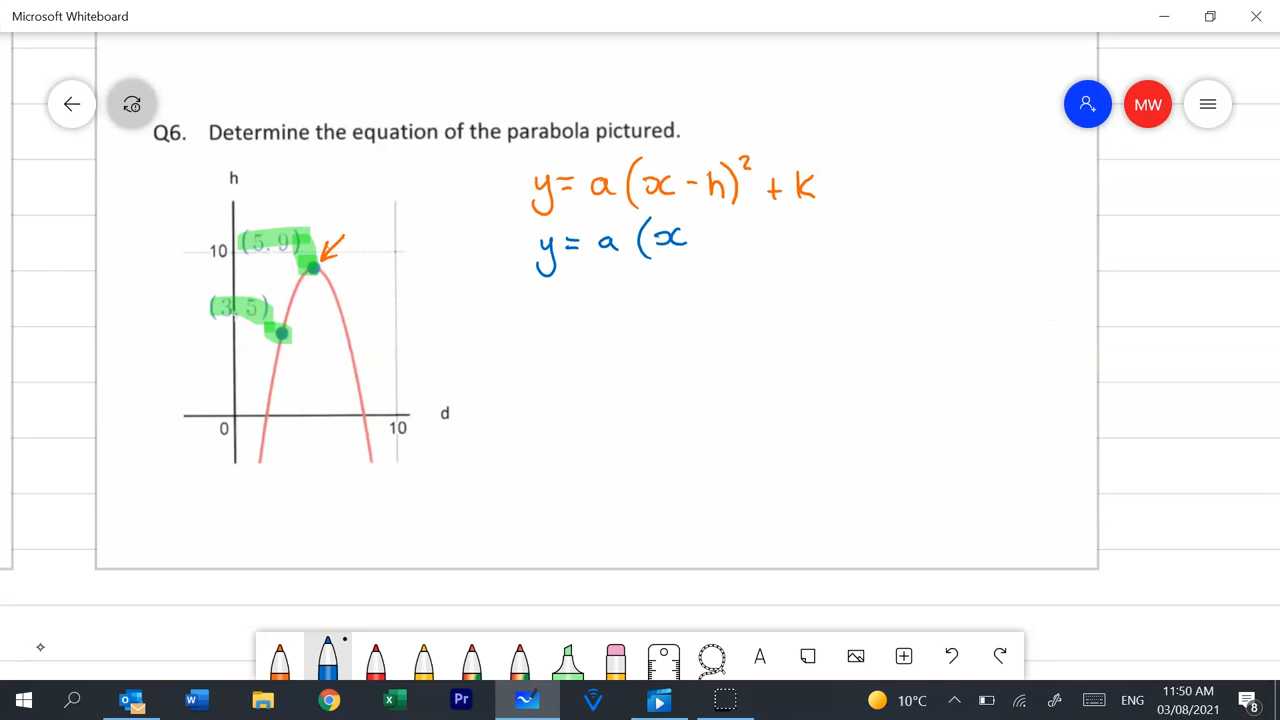 Microsoft Whiteboard
MW
Q6. Determine the equation of the parabola pictured.
h
y = a(x - h)² + k
y = a (x
(5, 9)
10
(3, 5)
d
0
10
A
10°C
ENG
11:50 AM
03/08/2021
8